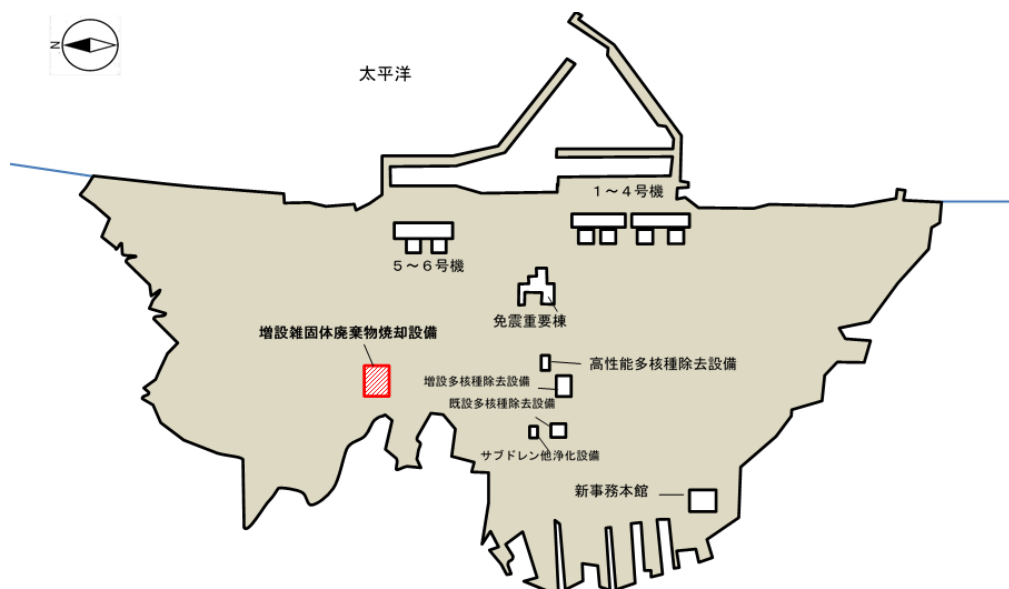 N
太平洋
１～４号機
５～６号機
免震重要棟
増設雑固体廃棄物焼却設備
高性能多核種除去設備
増設多核種除去設備
既設多核種除去設備
サブドレン他浄化設備
新事務本館